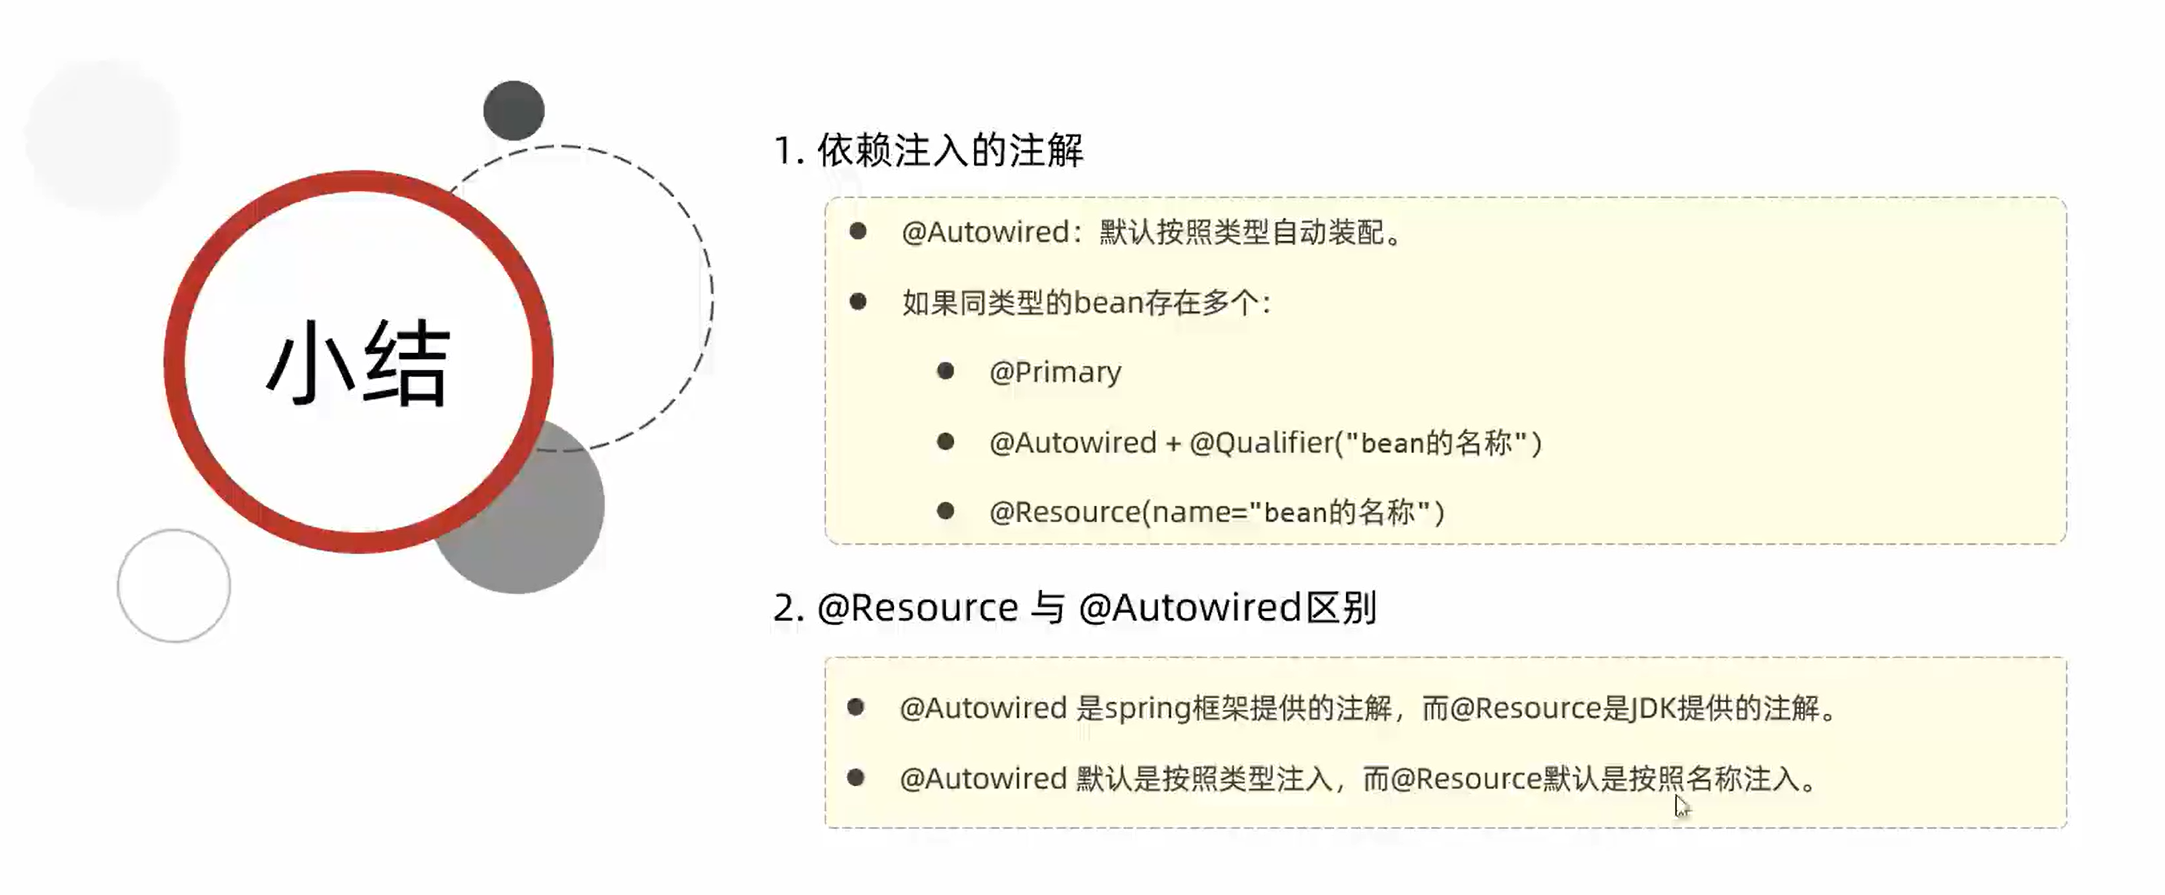 小结
1. 依赖注入的注解
@Autowired：默认按照类型自动装配。
如果同类型的bean存在多个：
@Primary
@Autowired + @Qualifier("bean的名称")
@Resource(name="bean的名称")
2. @Resource 与 @Autowired区别
@Autowired 是spring框架提供的注解，而@Resource是JDK提供的注解。
@Autowired 默认是按照类型注入，而@Resource默认是按照名称注入。